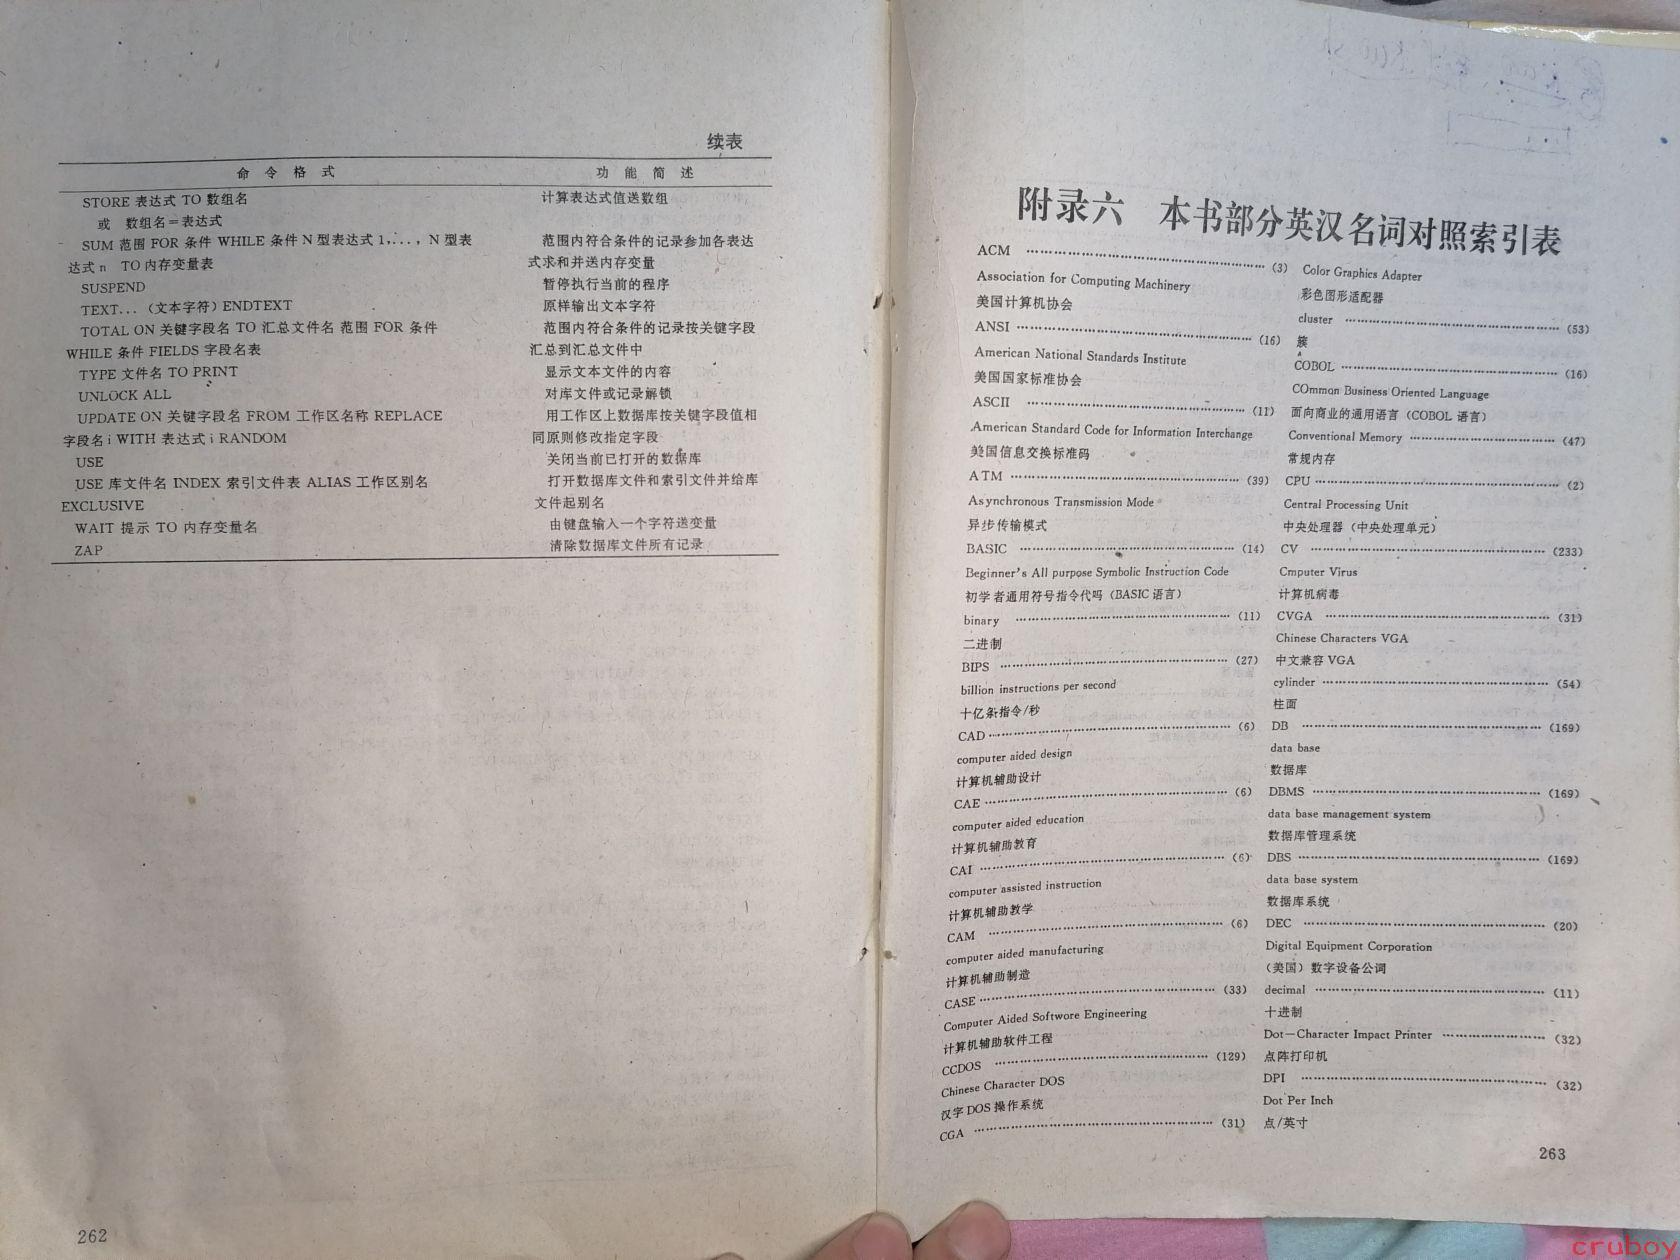 续表
命令格式 功能简述
STORE 表达式 TO 数组名 计算表达式值送数组
或 数组名=表达式
SUM 范围 FOR 条件 WHILE 条件 N 型表达式 1,..., N 型表 范围内符合条件的记录参加各表达
达式 n TO 内存变量表 式求和并送内存变量
SUSPEND 暂停执行当前的程序
TEXT...（文本字符）ENDTEXT 原样输出文本字符
TOTAL ON 关键字段名 TO 汇总文件名 范围 FOR 条件 范围内符合条件的记录按关键字段
WHILE 条件 FIELDS 字段名表 汇总到汇总文件中
TYPE 文件名 TO PRINT 显示文本文件的内容
UNLOCK ALL 对库文件或记录解锁
UPDATE ON 关键字段名 FROM 工作区名称 REPLACE 用工作区上数据库按关键字段值相
字段名 i WITH 表达式 i RANDOM 同原则修改指定字段
USE 关闭当前已打开的数据库
USE 库文件名 INDEX 索引文件表 ALIAS 工作区别名 打开数据库文件和索引文件并给库
EXCLUSIVE 文件起别名
WAIT 提示 TO 内存变量名 由键盘输入一个字符送变量
ZAP 清除数据库文件所有记录
262
附录六 本书部分英汉名词对照索引表
ACM ……………………………… (3)
Association for Computing Machinery
美国计算机协会
ANSI ……………………………… (16)
American National Standards Institute
美国国家标准协会
ASCII ……………………………… (11)
American Standard Code for Information Interchange
美国信息交换标准码
ATM ……………………………… (39)
Asynchronous Transmission Mode
异步传输模式
BASIC ……………………………… (14)
Beginner's All purpose Symbolic Instruction Code
初学者通用符号指令代吗（BASIC 语言）
binary ……………………………… (11)
二进制
BIPS ……………………………… (27)
billion instructions per second
十亿条指令/秒
CAD ……………………………… (6)
computer aided design
计算机辅助设计
CAE ……………………………… (6)
computer aided education
计算机辅助教育
CAI ……………………………… (6)
computer assisted instruction
计算机辅助教学
CAM ……………………………… (6)
computer aided manufacturing
计算机辅助制造
CASE ……………………………… (33)
Computer Aided Softwore Engineering
计算机辅助软件工程
CCDOS ……………………………… (129)
Chinese Character DOS
汉字 DOS 操作系统
CGA ……………………………… (31)
Color Graphics Adapter
彩色图形适配器
cluster ……………………………… (53)
簇
COBOL ……………………………… (16)
COmmon Business Oriented Language
面向商业的通用语言（COBOL 语言）
Conventional Memory ……………………… (47)
常规内存
CPU ……………………………… (2)
Central Processing Unit
中央处理器（中央处理单元）
CV ……………………………… (233)
Cmputer Virus
计算机病毒
CVGA ……………………………… (31)
Chinese Characters VGA
中文兼容 VGA
cylinder ……………………………… (54)
柱面
DB ……………………………… (169)
data base
数据库
DBMS ……………………………… (169)
data base management system
数据库管理系统
DBS ……………………………… (169)
data base system
数据库系统
DEC ……………………………… (20)
Digital Equipment Corporation
（美国）数字设备公词
decimal ……………………………… (11)
十进制
Dot—Character Impact Printer ……………… (32)
点阵打印机
DPI ……………………………… (32)
Dot Per Inch
点/英寸
263
cruboy